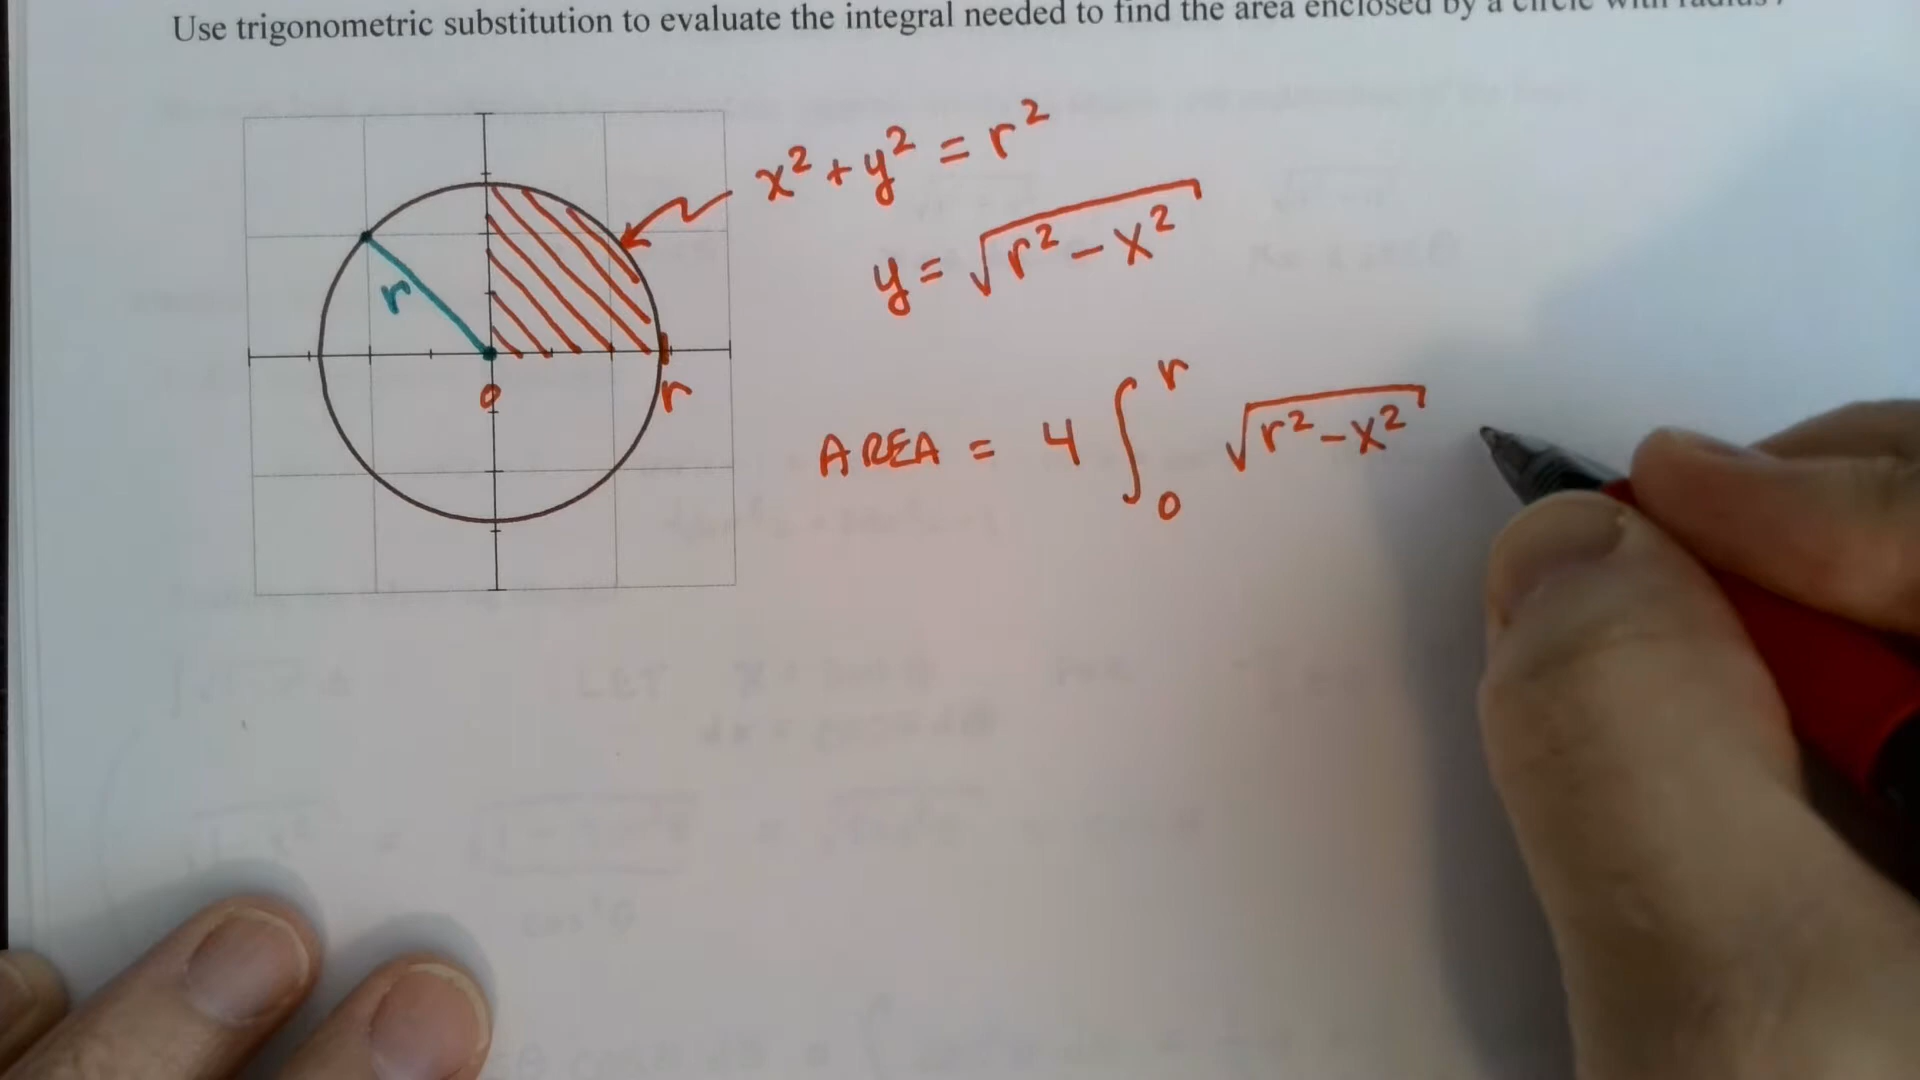 Use trigonometric substitution to evaluate the integral needed to find the area enclosed by a circle with radius r
x² + y² = r²
y = √(r² − x²)
r
0
r
AREA = 4 ∫₀ʳ √(r² − x²)